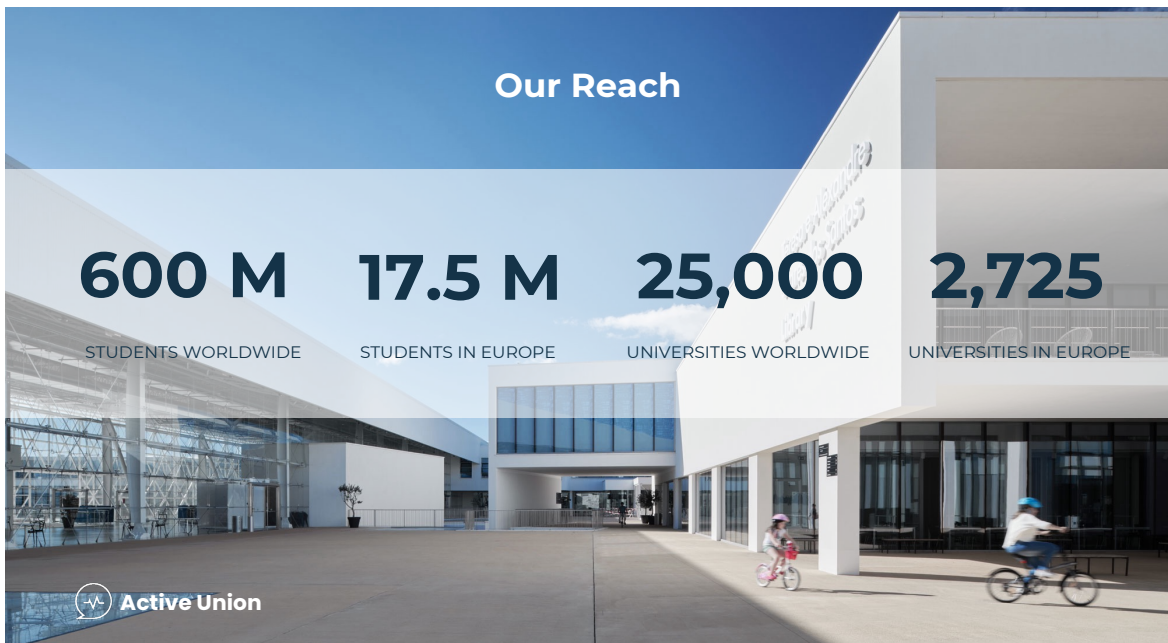 Our Reach
600 M
17.5 M
25,000
2,725
STUDENTS WORLDWIDE
STUDENTS IN EUROPE
UNIVERSITIES WORLDWIDE
UNIVERSITIES IN EUROPE
Active Union